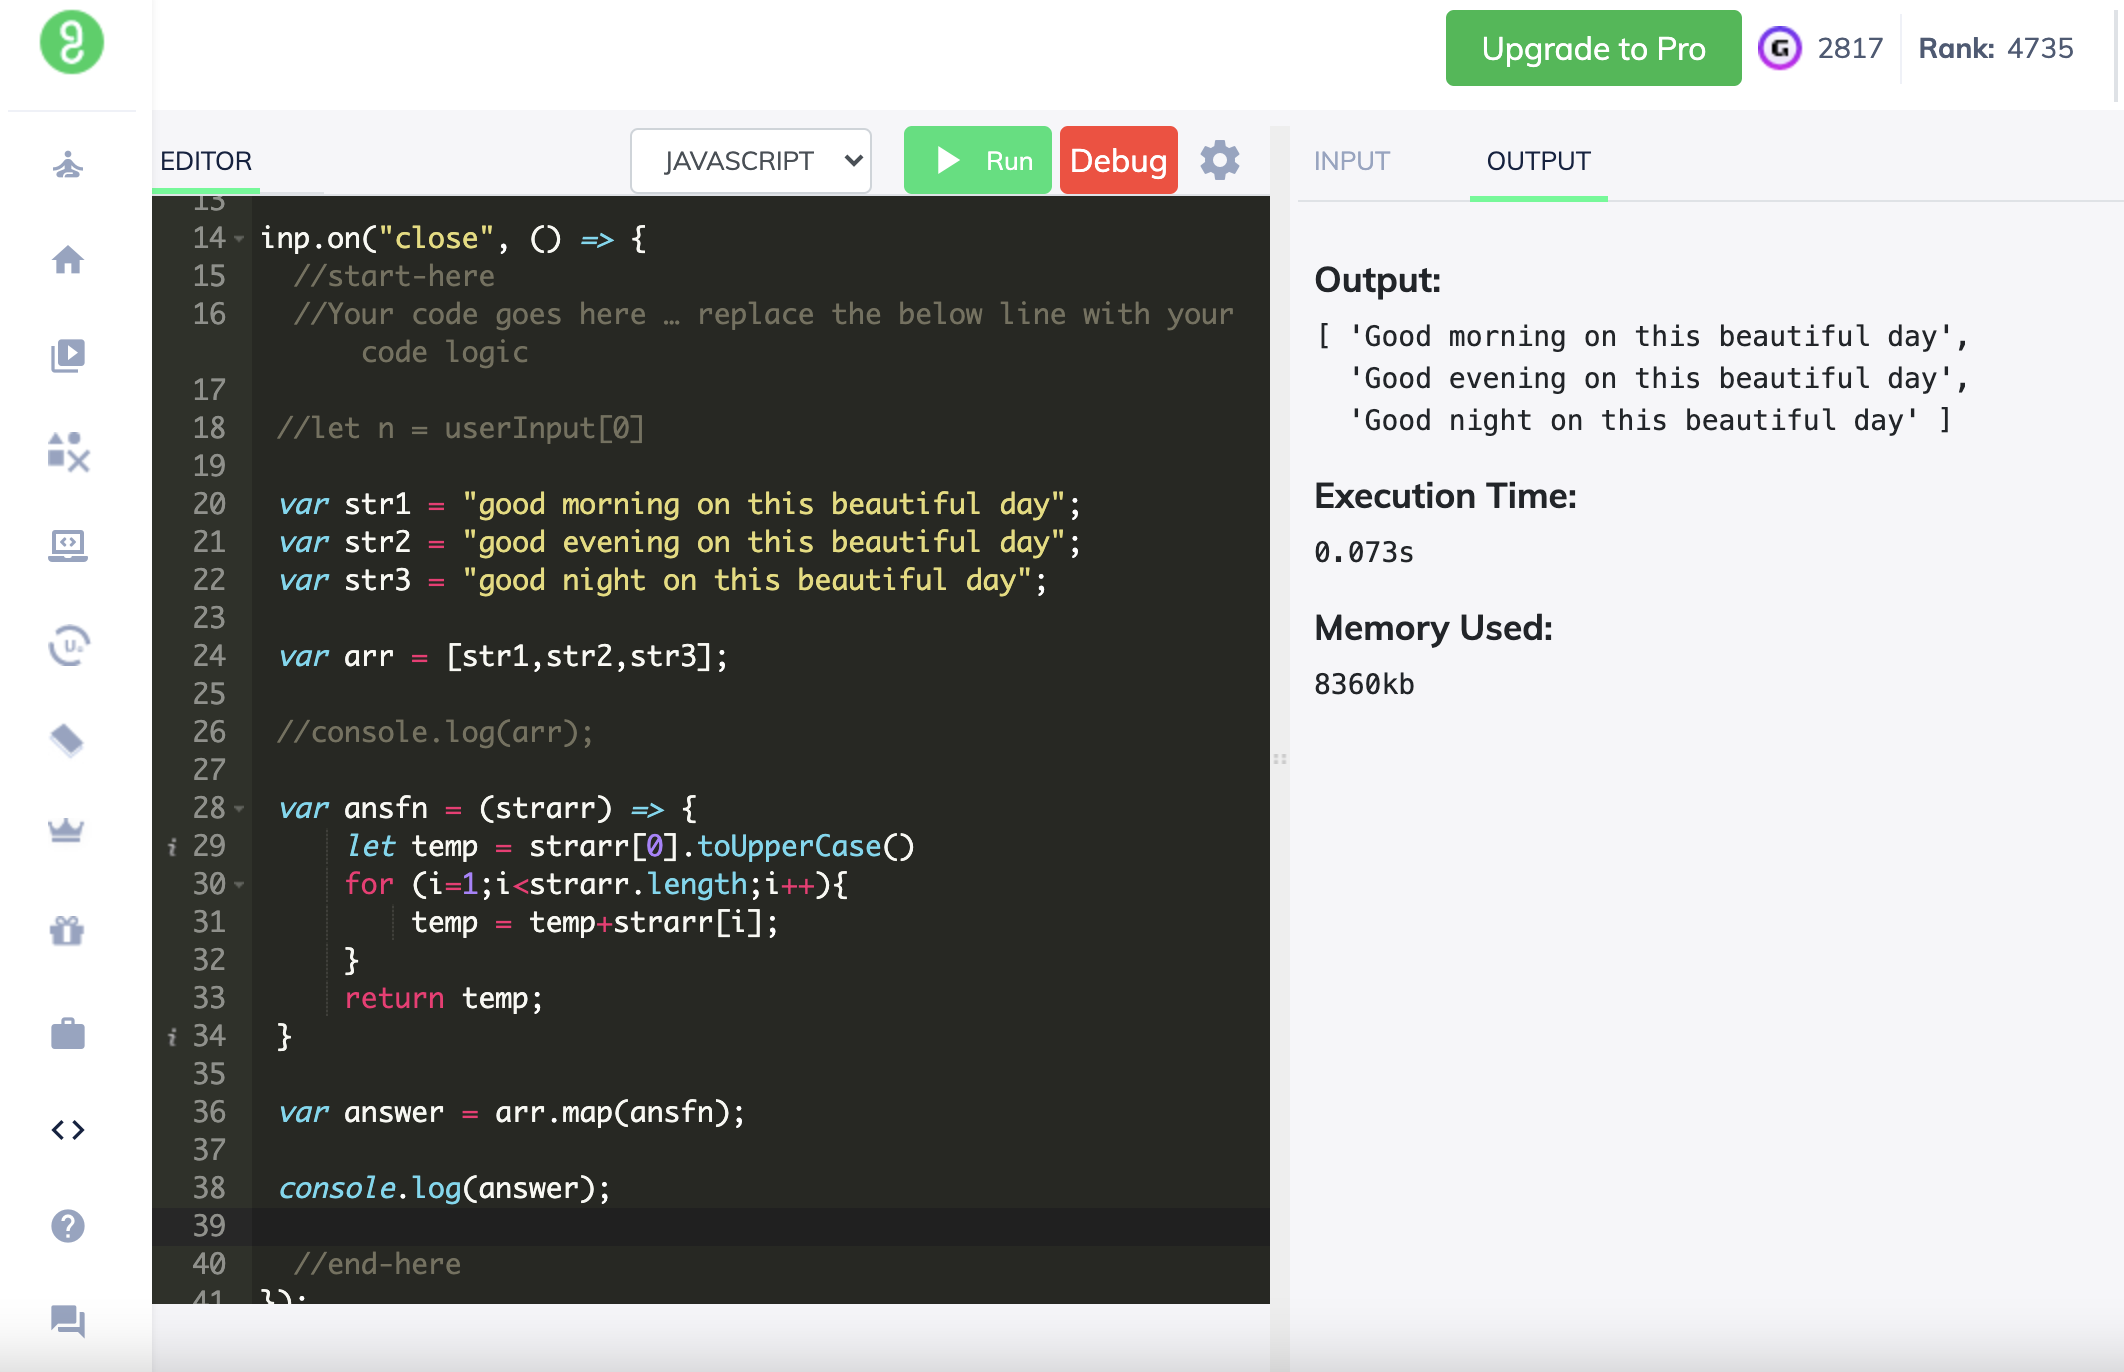 Upgrade to Pro
G 2817
Rank: 4735
EDITOR
JAVASCRIPT
Run
Debug
INPUT
OUTPUT
13
14 inp.on("close", () => {
15 //start-here
16 //Your code goes here … replace the below line with your
code logic
17
18 //let n = userInput[0]
19
20 var str1 = "good morning on this beautiful day";
21 var str2 = "good evening on this beautiful day";
22 var str3 = "good night on this beautiful day";
23
24 var arr = [str1,str2,str3];
25
26 //console.log(arr);
27
28 var ansfn = (strarr) => {
i 29 let temp = strarr[0].toUpperCase()
30 for (i=1;i<strarr.length;i++){
31 temp = temp+strarr[i];
32 }
33 return temp;
i 34 }
35
36 var answer = arr.map(ansfn);
37
38 console.log(answer);
39
40 //end-here
41 });
Output:
[ 'Good morning on this beautiful day',
'Good evening on this beautiful day',
'Good night on this beautiful day' ]
Execution Time:
0.073s
Memory Used:
8360kb